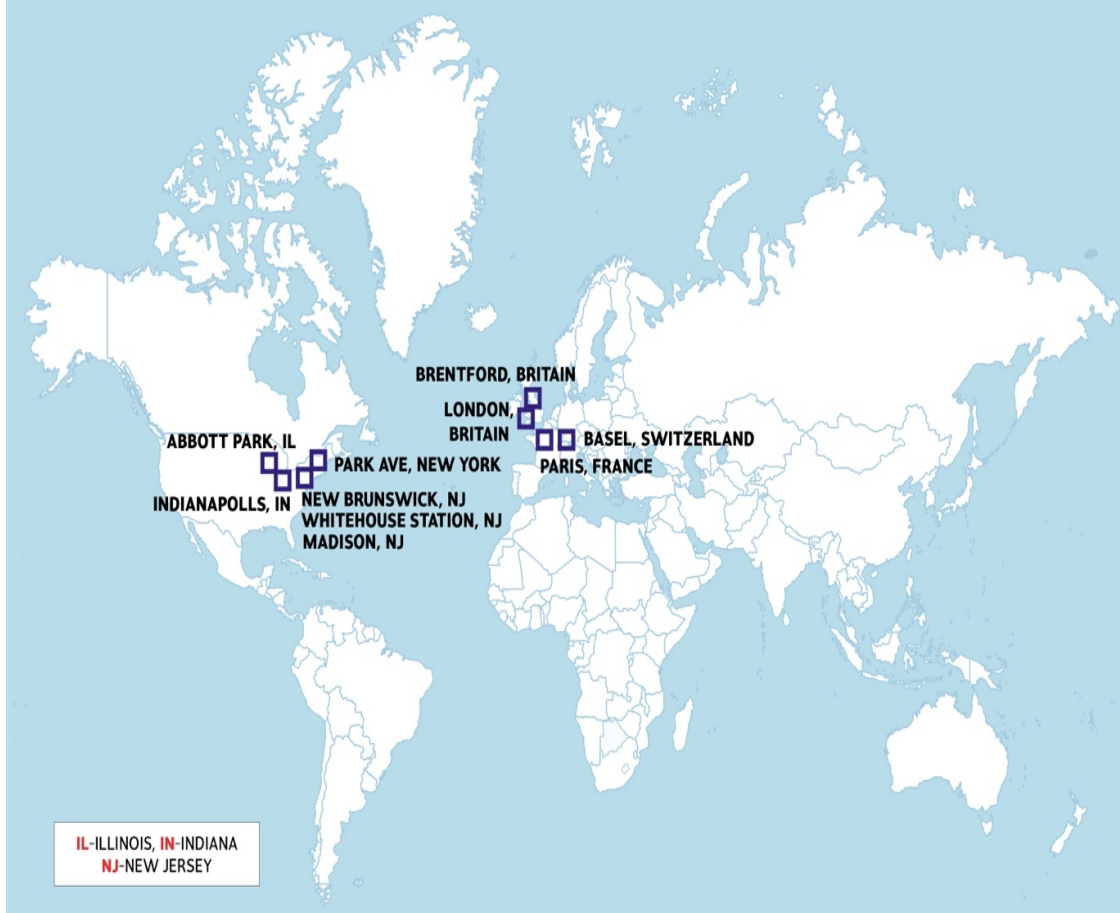 BRENTFORD, BRITAIN
LONDON,
BRITAIN
ABBOTT PARK, IL
BASEL, SWITZERLAND
PARK AVE, NEW YORK
PARIS, FRANCE
INDIANAPOLLS, IN
NEW BRUNSWICK, NJ
WHITEHOUSE STATION, NJ
MADISON, NJ
IL-ILLINOIS, IN-INDIANA
NJ-NEW JERSEY